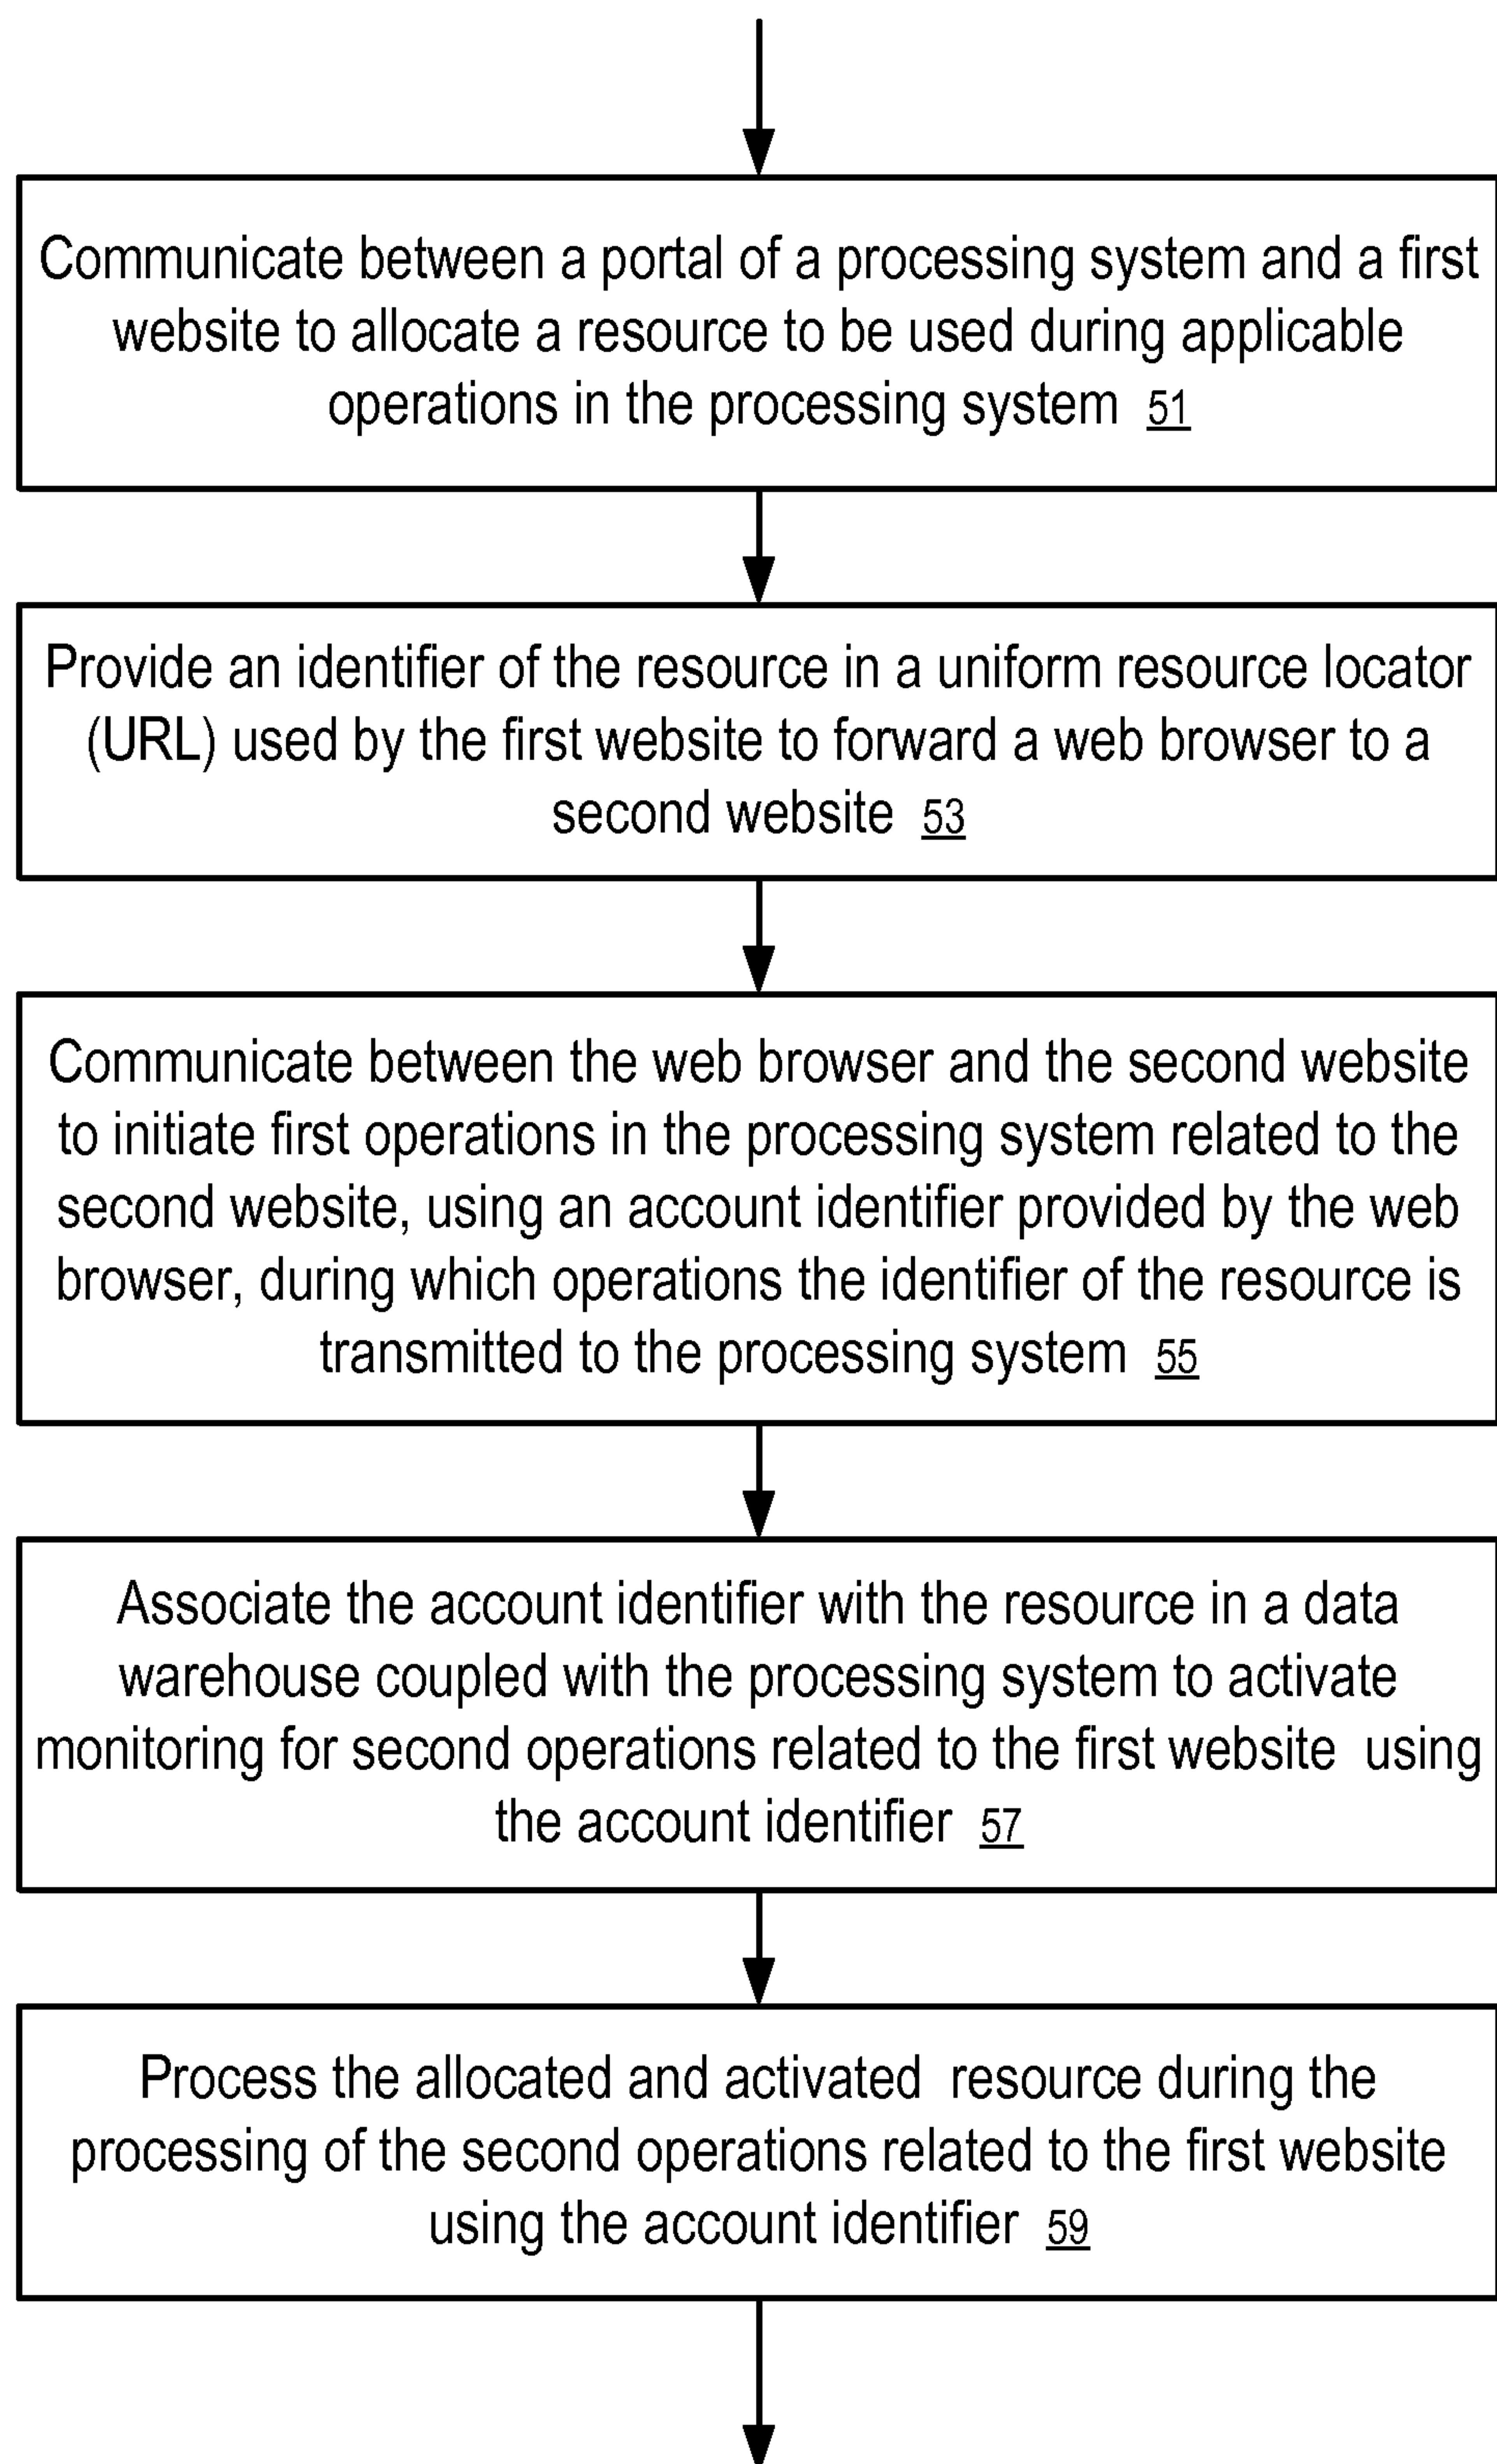 Communicate between a portal of a processing system and a first
website to allocate a resource to be used during applicable
operations in the processing system 51
Provide an identifier of the resource in a uniform resource locator
(URL) used by the first website to forward a web browser to a
second website 53
Communicate between the web browser and the second website
to initiate first operations in the processing system related to the
second website, using an account identifier provided by the web
browser, during which operations the identifier of the resource is
transmitted to the processing system 55
Associate the account identifier with the resource in a data
warehouse coupled with the processing system to activate
monitoring for second operations related to the first website using
the account identifier 57
Process the allocated and activated resource during the
processing of the second operations related to the first website
using the account identifier 59